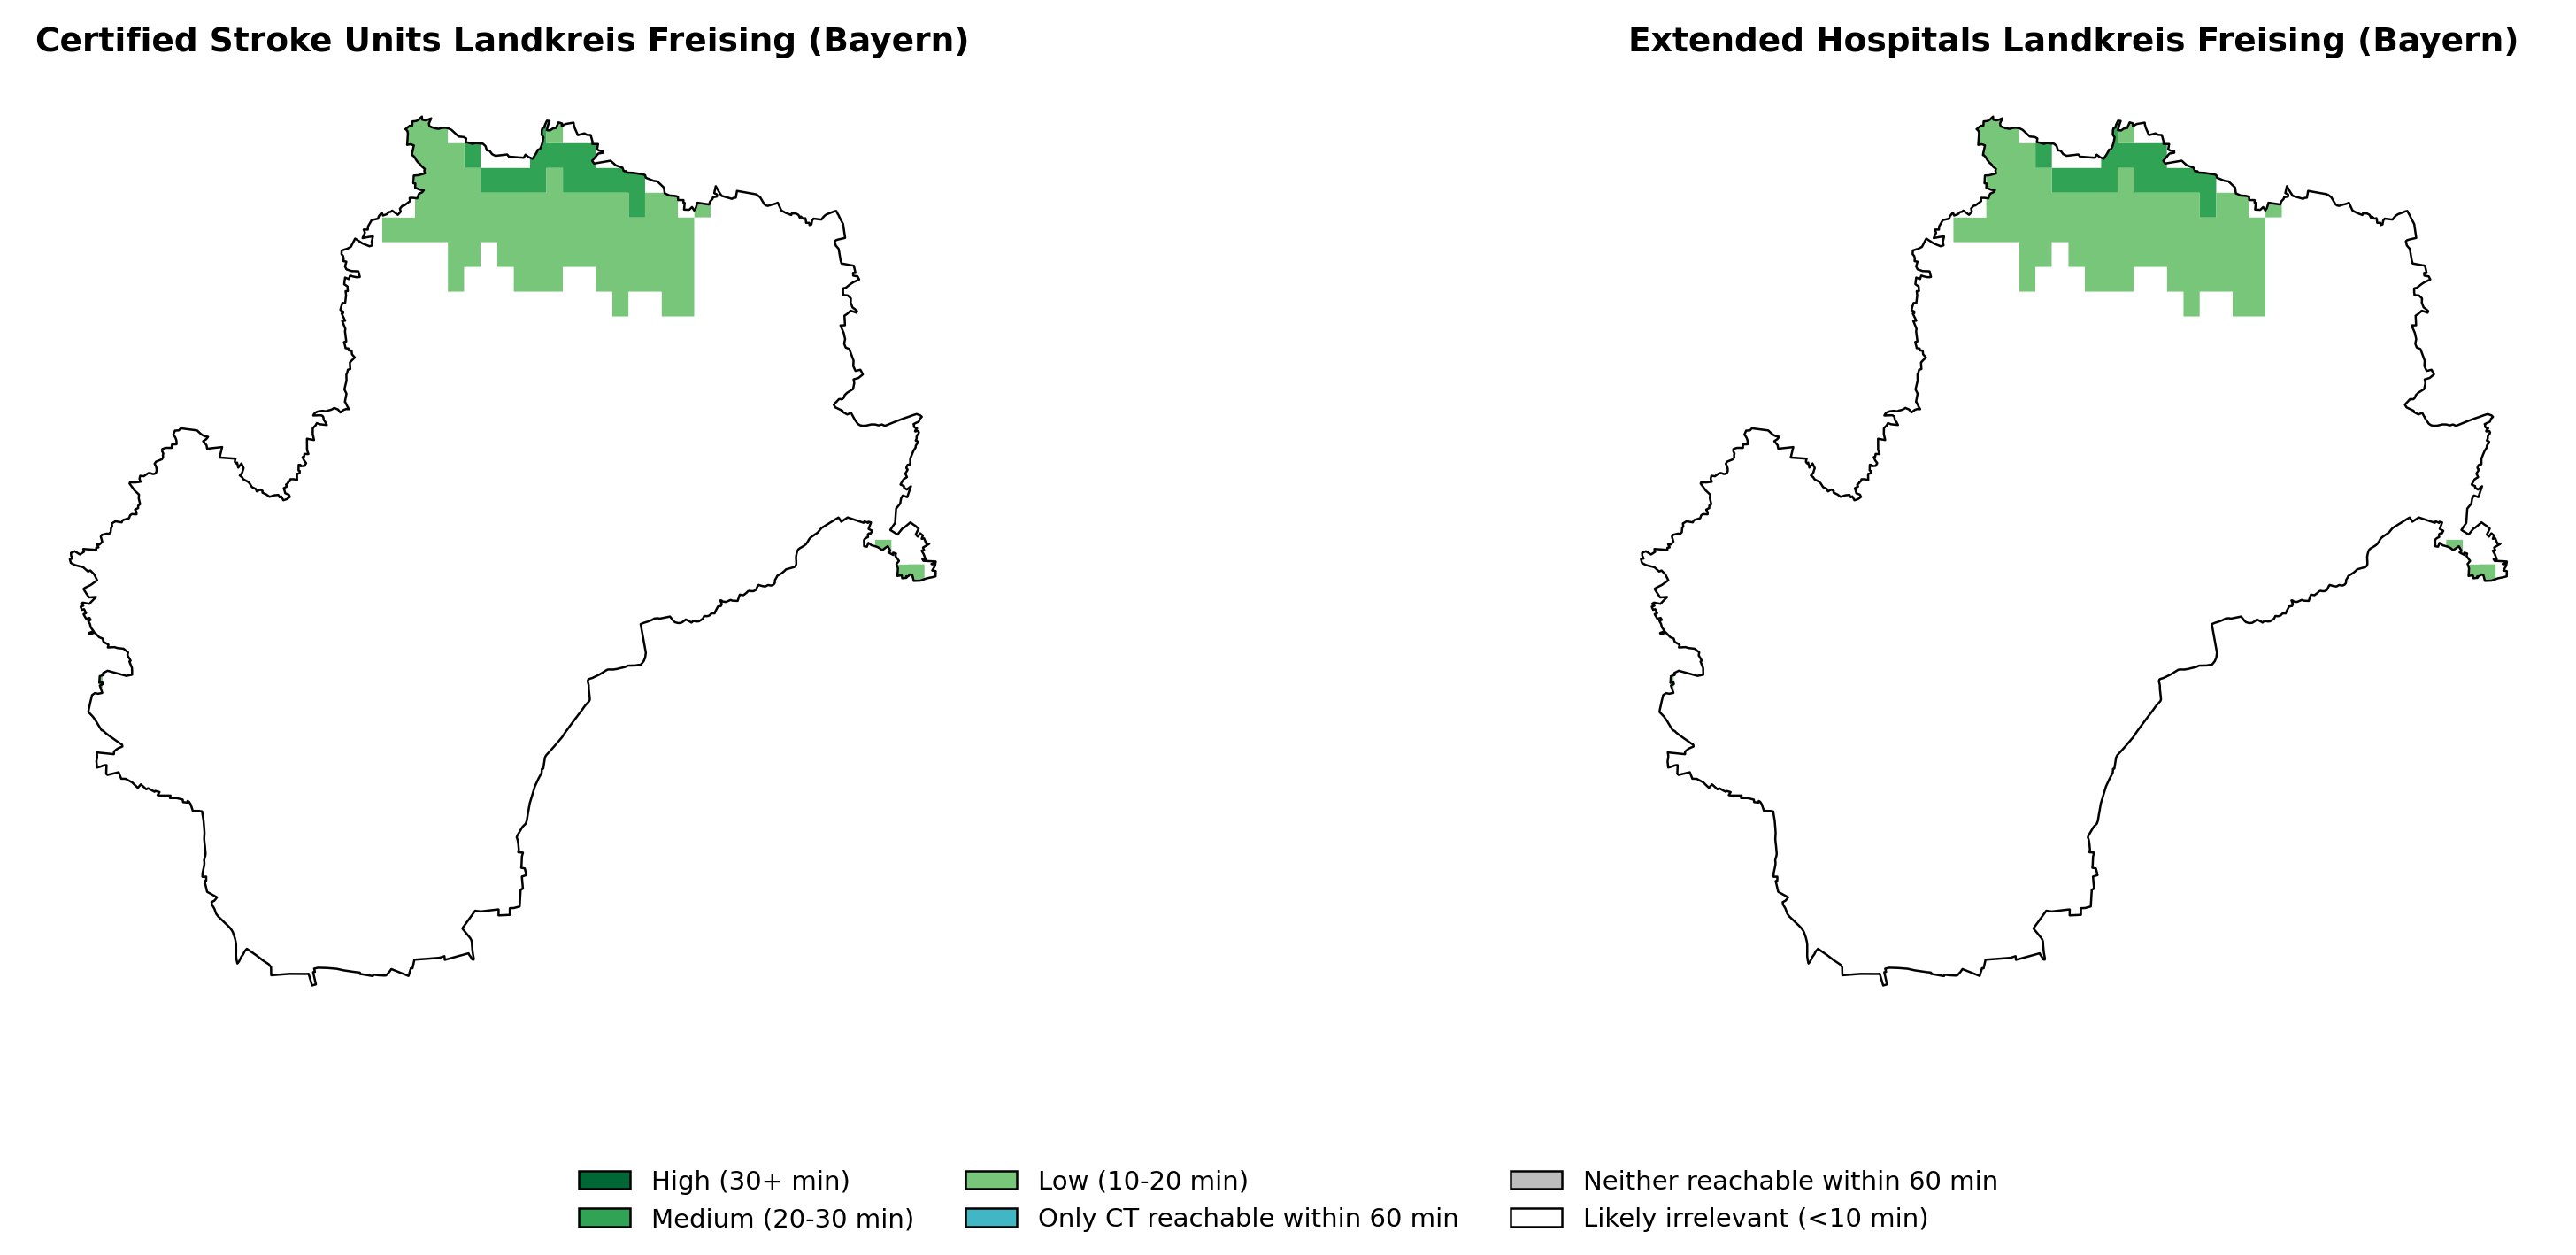 Certified Stroke Units Landkreis Freising (Bayern)
Extended Hospitals Landkreis Freising (Bayern)
High (30+ min)
Medium (20-30 min)
Low (10-20 min)
Only CT reachable within 60 min
Neither reachable within 60 min
Likely irrelevant (<10 min)